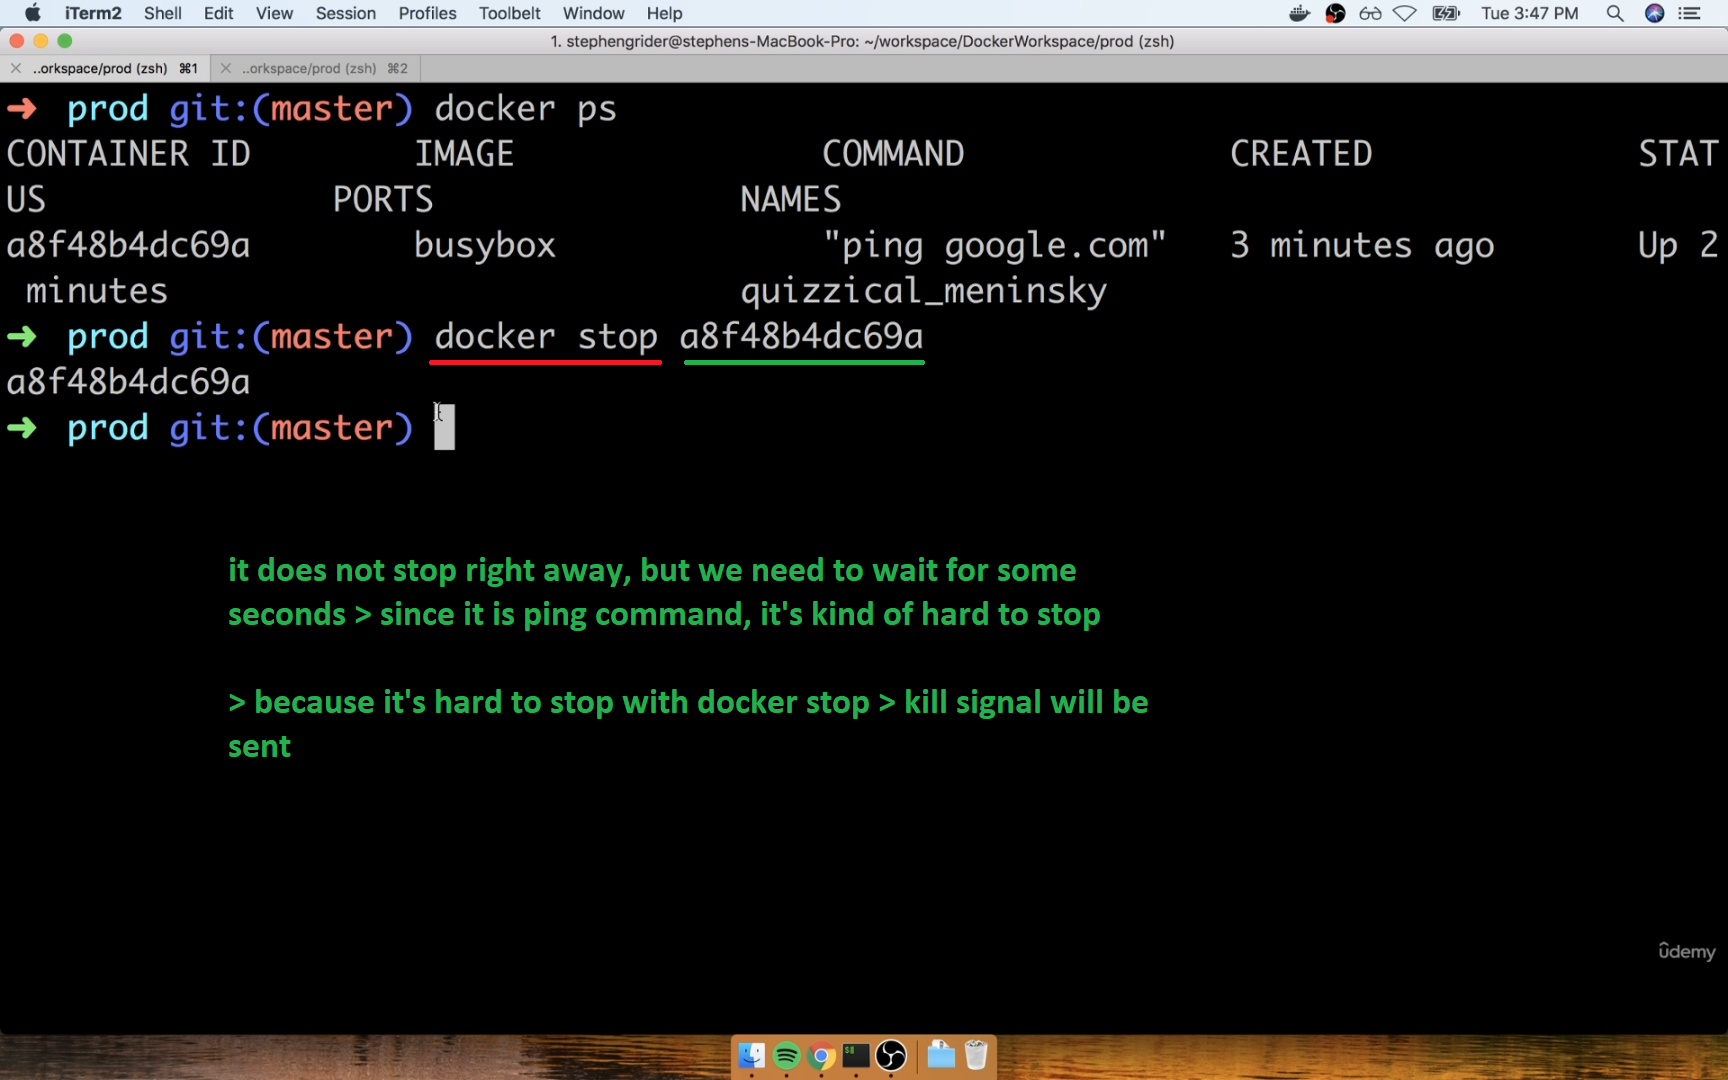 iTerm2 Shell Edit View Session Profiles Toolbelt Window Help Tue 3:47 PM
1. stephengrider@stephens-MacBook-Pro: ~/workspace/DockerWorkspace/prod (zsh)
..orkspace/prod (zsh) ⌘1 ..orkspace/prod (zsh) ⌘2
➜ prod git:(master) docker ps
CONTAINER ID IMAGE COMMAND CREATED STAT
US PORTS NAMES
a8f48b4dc69a busybox "ping google.com" 3 minutes ago Up 2
minutes quizzical_meninsky
➜ prod git:(master) docker stop a8f48b4dc69a
a8f48b4dc69a
➜ prod git:(master)
it does not stop right away, but we need to wait for some
seconds > since it is ping command, it's kind of hard to stop
> because it's hard to stop with docker stop > kill signal will be
sent
ûdemy